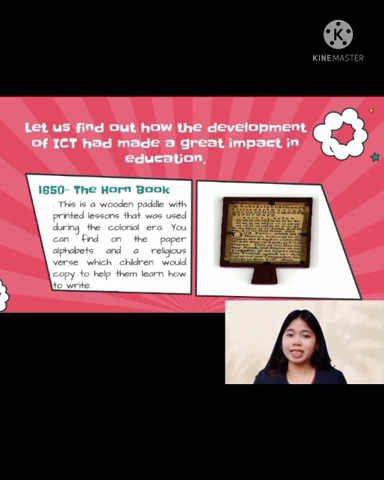 KINEMASTER
Let us find out how the development
of ICT had made a great impact in
education.
1650- The Horn Book
This is a wooden paddle with
printed lessons that was used
during the colonial era. You
can find on the paper
alphabets and a religious
verse which children would
copy to help them learn how
to write.